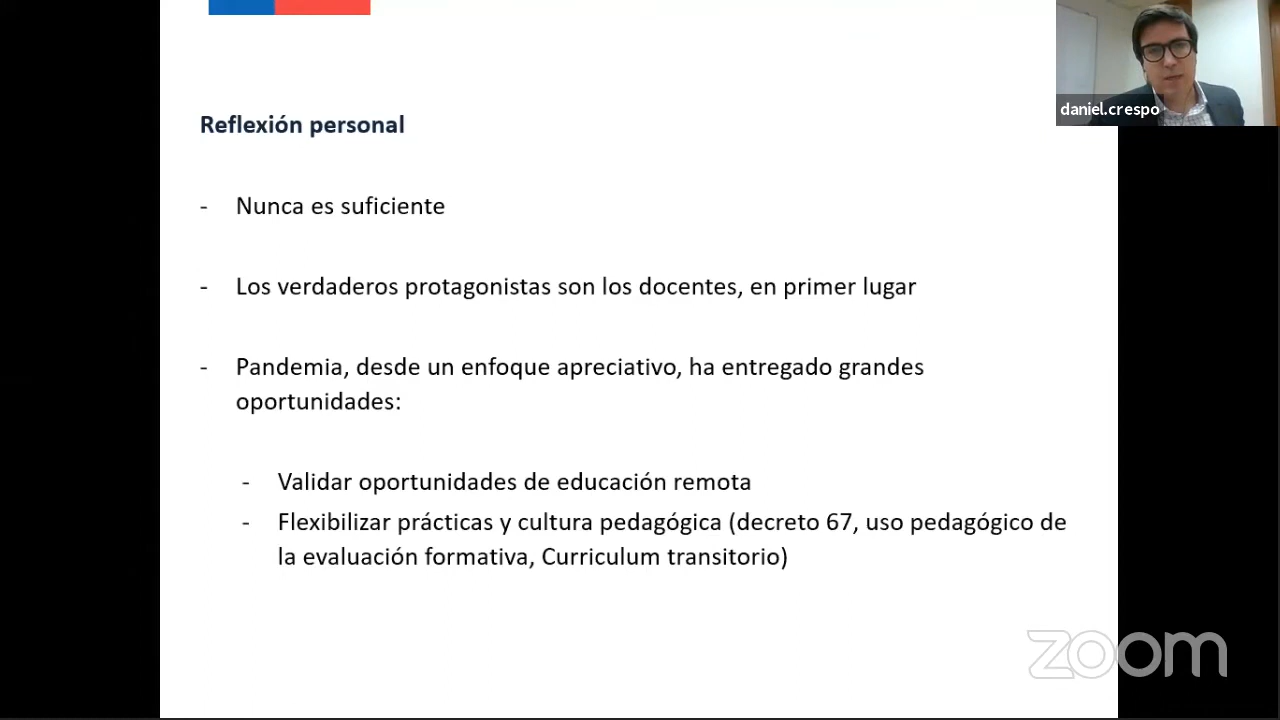 daniel.crespo
Reflexión personal
- Nunca es suficiente
- Los verdaderos protagonistas son los docentes, en primer lugar
- Pandemia, desde un enfoque apreciativo, ha entregado grandes
oportunidades:
- Validar oportunidades de educación remota
- Flexibilizar prácticas y cultura pedagógica (decreto 67, uso pedagógico de
la evaluación formativa, Curriculum transitorio)
zoom